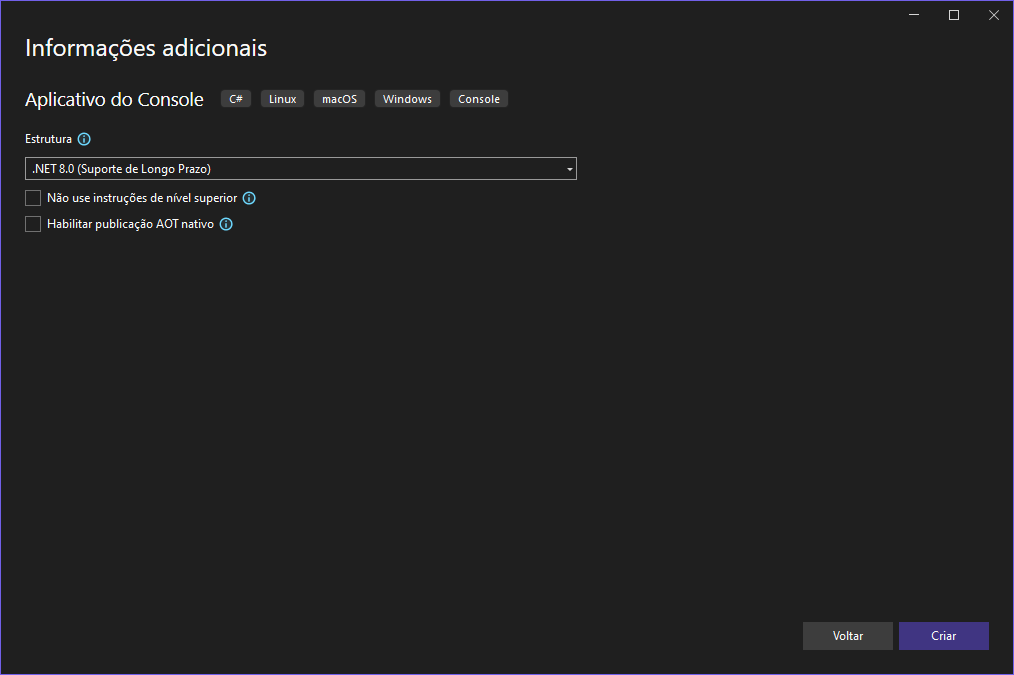 Informações adicionais
Aplicativo do Console C# Linux macOS Windows Console
Estrutura
.NET 8.0 (Suporte de Longo Prazo)
Não use instruções de nível superior
Habilitar publicação AOT nativo
Voltar Criar